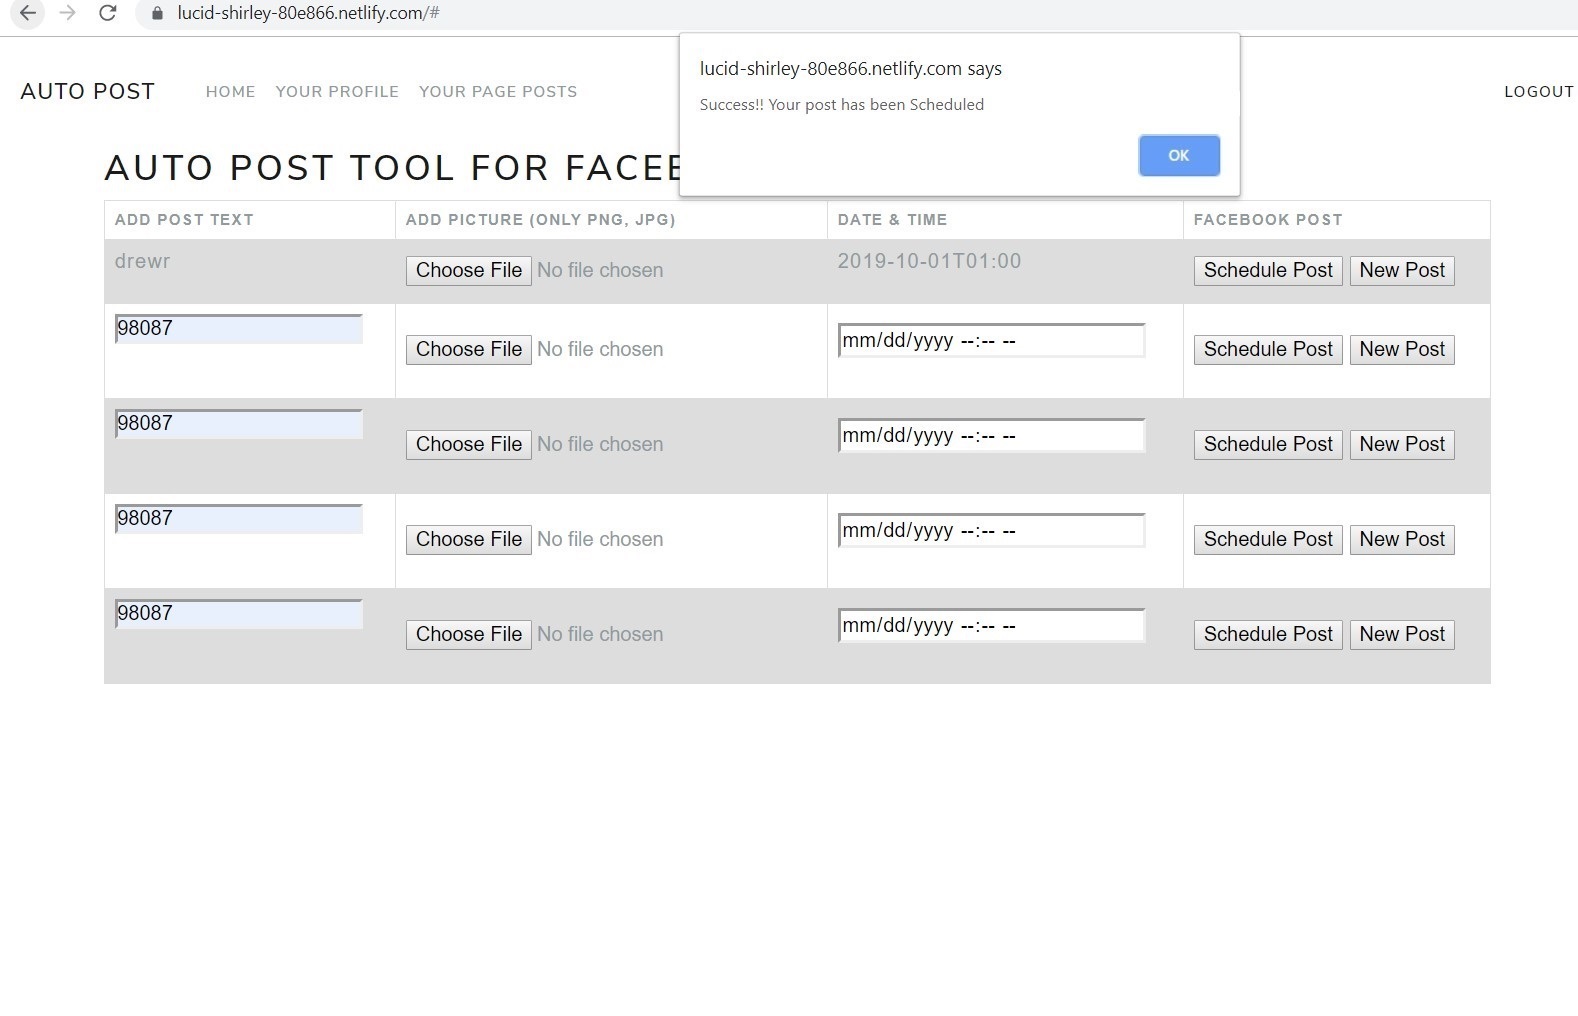 lucid-shirley-80e866.netlify.com/#
lucid-shirley-80e866.netlify.com says
Success!! Your post has been Scheduled
OK
AUTO POST HOME YOUR PROFILE YOUR PAGE POSTS LOGOUT
AUTO POST TOOL FOR
ADD POST TEXT ADD PICTURE (ONLY PNG, JPG) DATE & TIME FACEBOOK POST
drewr Choose File No file chosen 2019-10-01T01:00 Schedule Post New Post
98087 Choose File No file chosen mm/dd/yyyy --:-- -- Schedule Post New Post
98087 Choose File No file chosen mm/dd/yyyy --:-- -- Schedule Post New Post
98087 Choose File No file chosen mm/dd/yyyy --:-- -- Schedule Post New Post
98087 Choose File No file chosen mm/dd/yyyy --:-- -- Schedule Post New Post